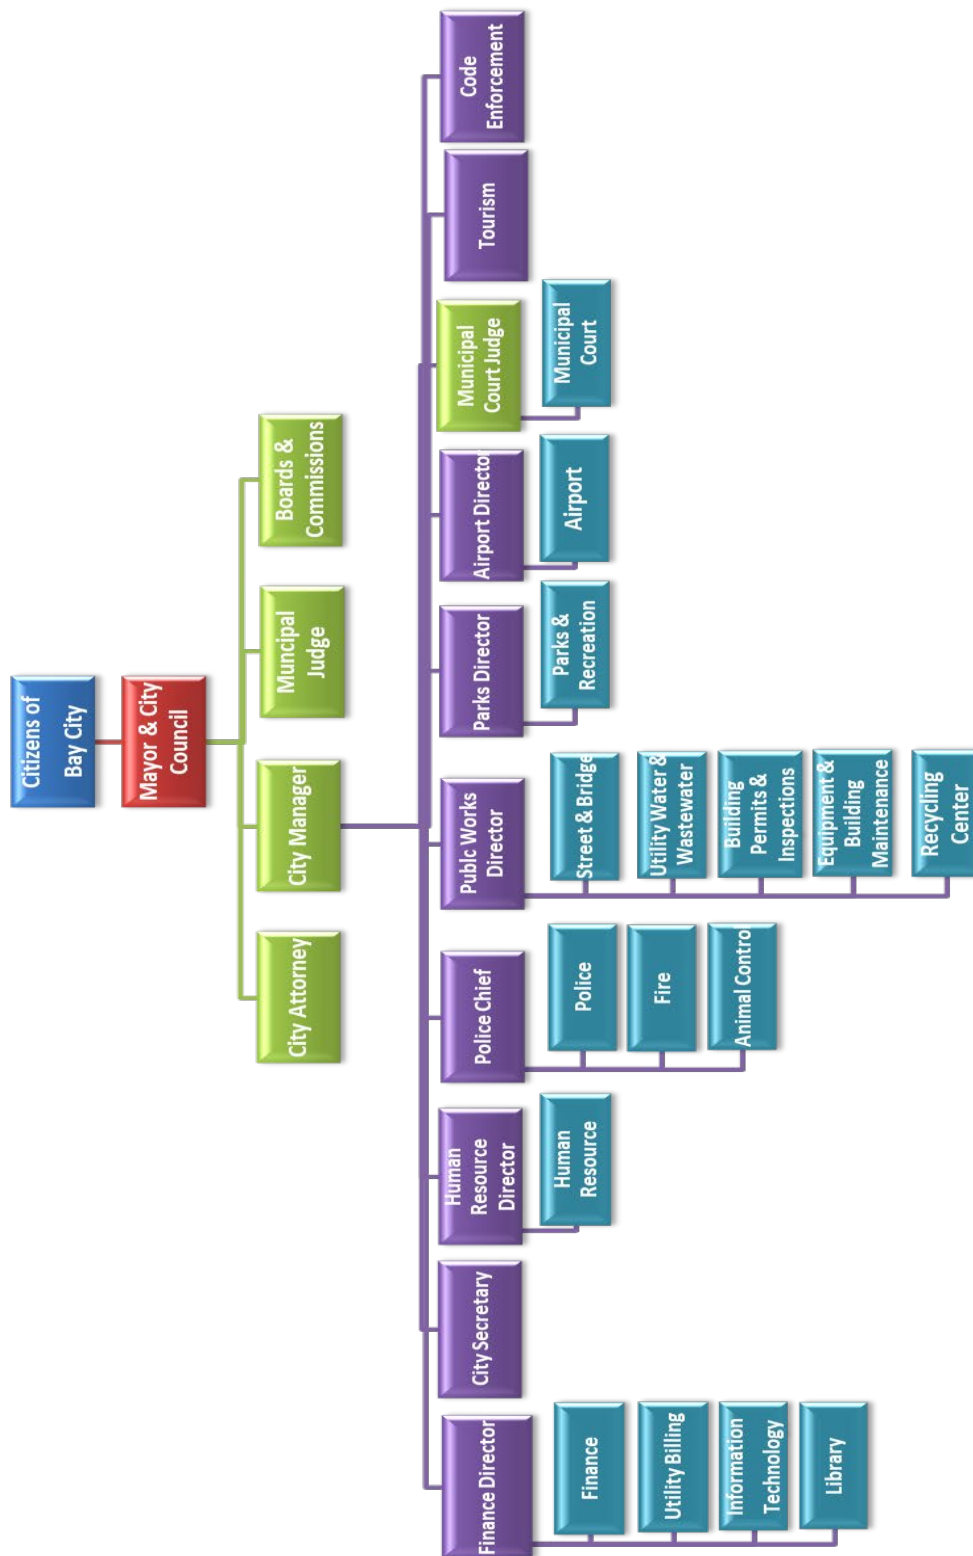 Citizens of
Bay City
Mayor & City
Council
City Attorney
City Manager
Muncipal
Judge
Boards &
Commissions
Finance Director
City Secretary
Human
Resource
Director
Police Chief
Publc Works
Director
Parks Director
Airport Director
Municipal
Court Judge
Tourism
Code
Enforcement
Finance
Utility Billing
Information
Technology
Library
Human
Resource
Police
Fire
Animal Control
Street & Bridge
Utility Water &
Wastewater
Building
Permits &
Inspections
Equipment &
Building
Maintenance
Recycling
Center
Parks &
Recreation
Airport
Municipal
Court